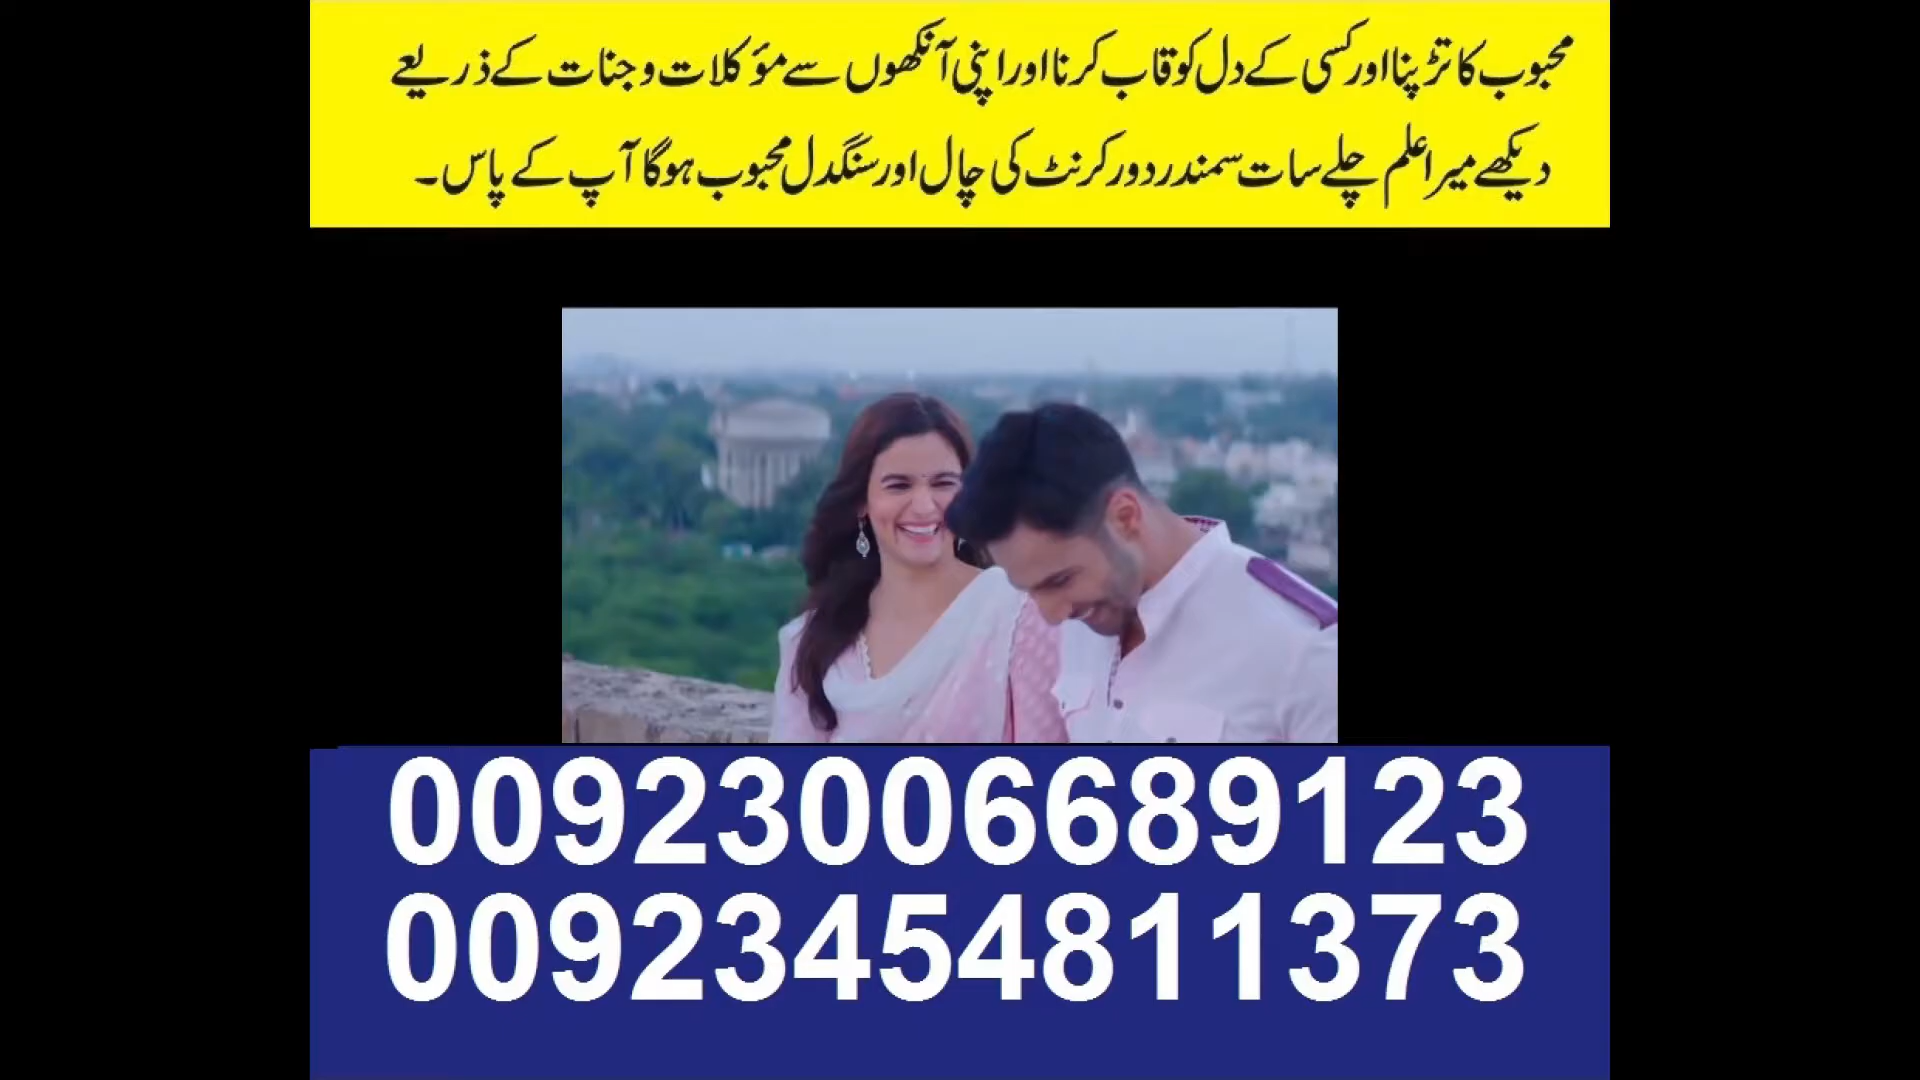 محبوب کا تڑپنا اور کسی کے دل کو قاب کرنا اور اپنی آنکھوں سے مؤکلات و جنات کے ذریعے
دیکھے میرا علم چلے سات سمندر دور کرنٹ کی چال اور سنگدل محبوب ہوگا آپ کے پاس۔
00923006689123
00923454811373